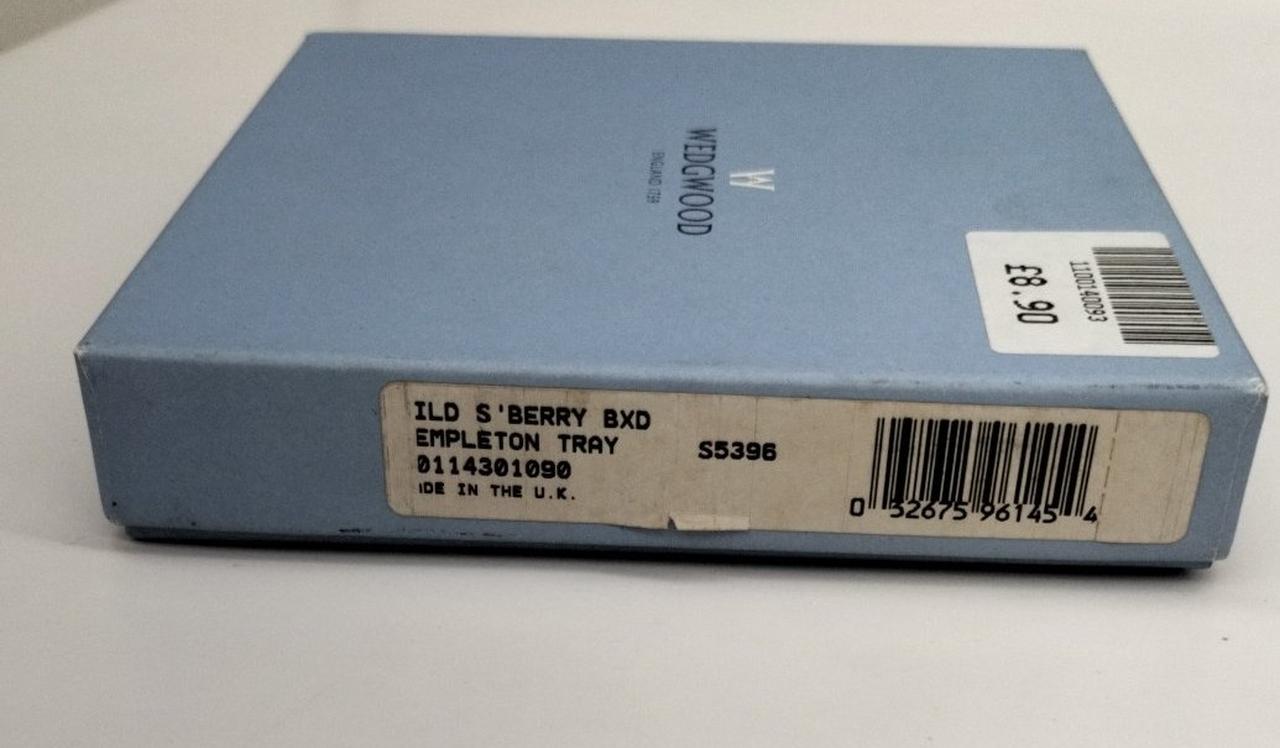 W
WEDGWOOD
ENGLAND 1759
£8.90
1100140093
ILD S'BERRY BXD
EMPLETON TRAY
S5396
0114301090
IDE IN THE U.K.
0 32675 96145 4